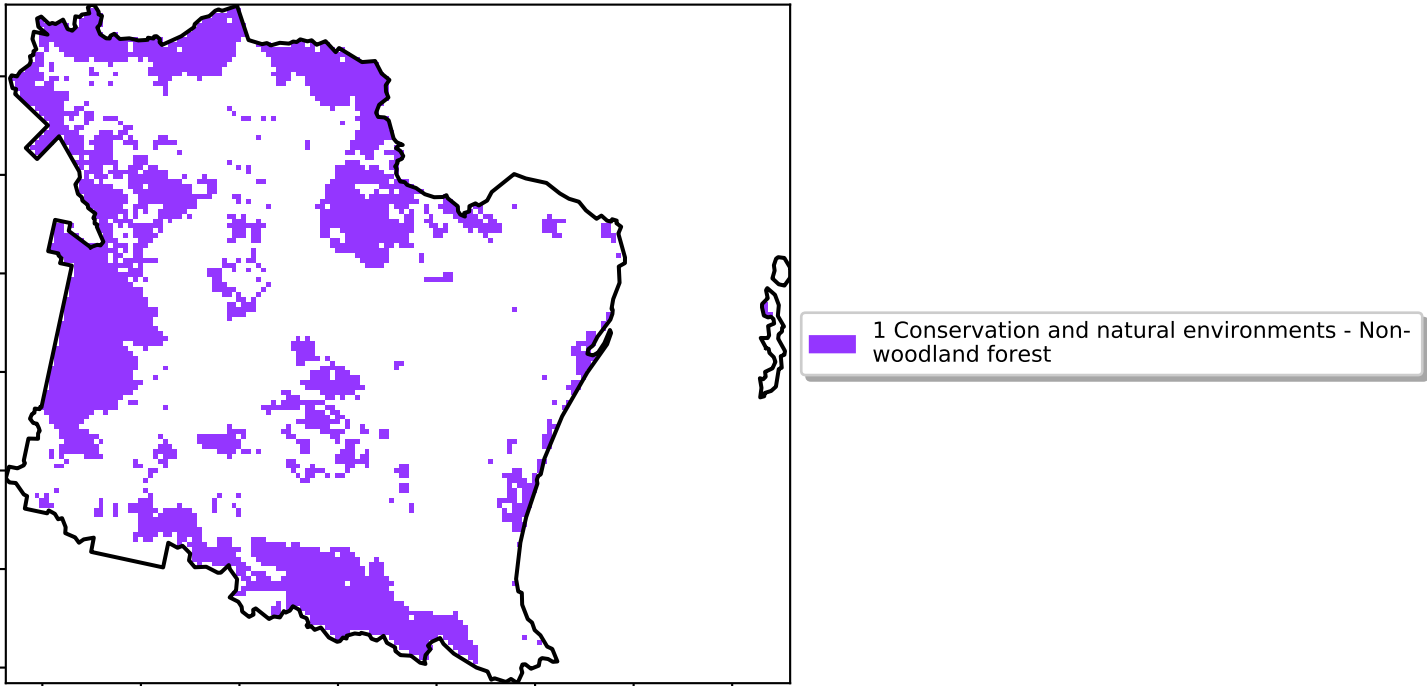 1 Conservation and natural environments - Non-
woodland forest